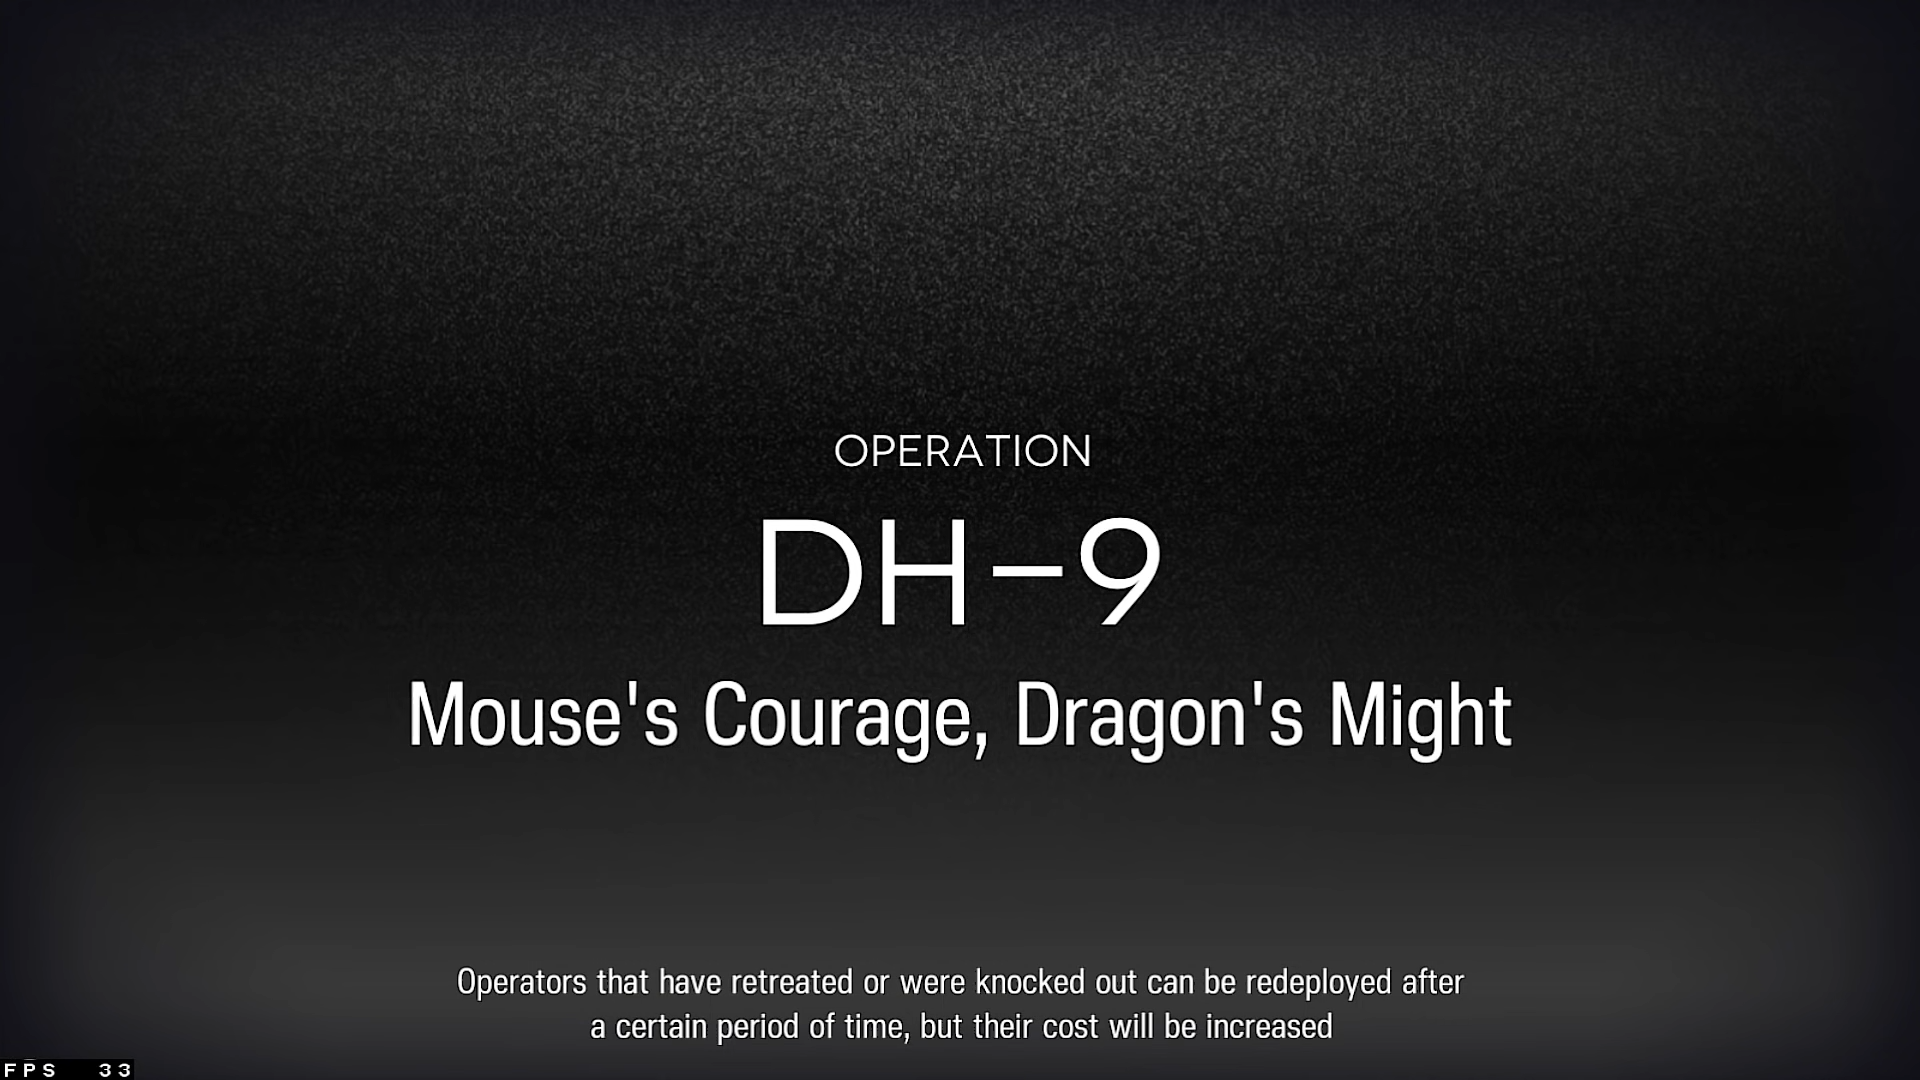 OPERATION
DH-9
Mouse's Courage, Dragon's Might
Operators that have retreated or were knocked out can be redeployed after
a certain period of time, but their cost will be increased
FPS 33